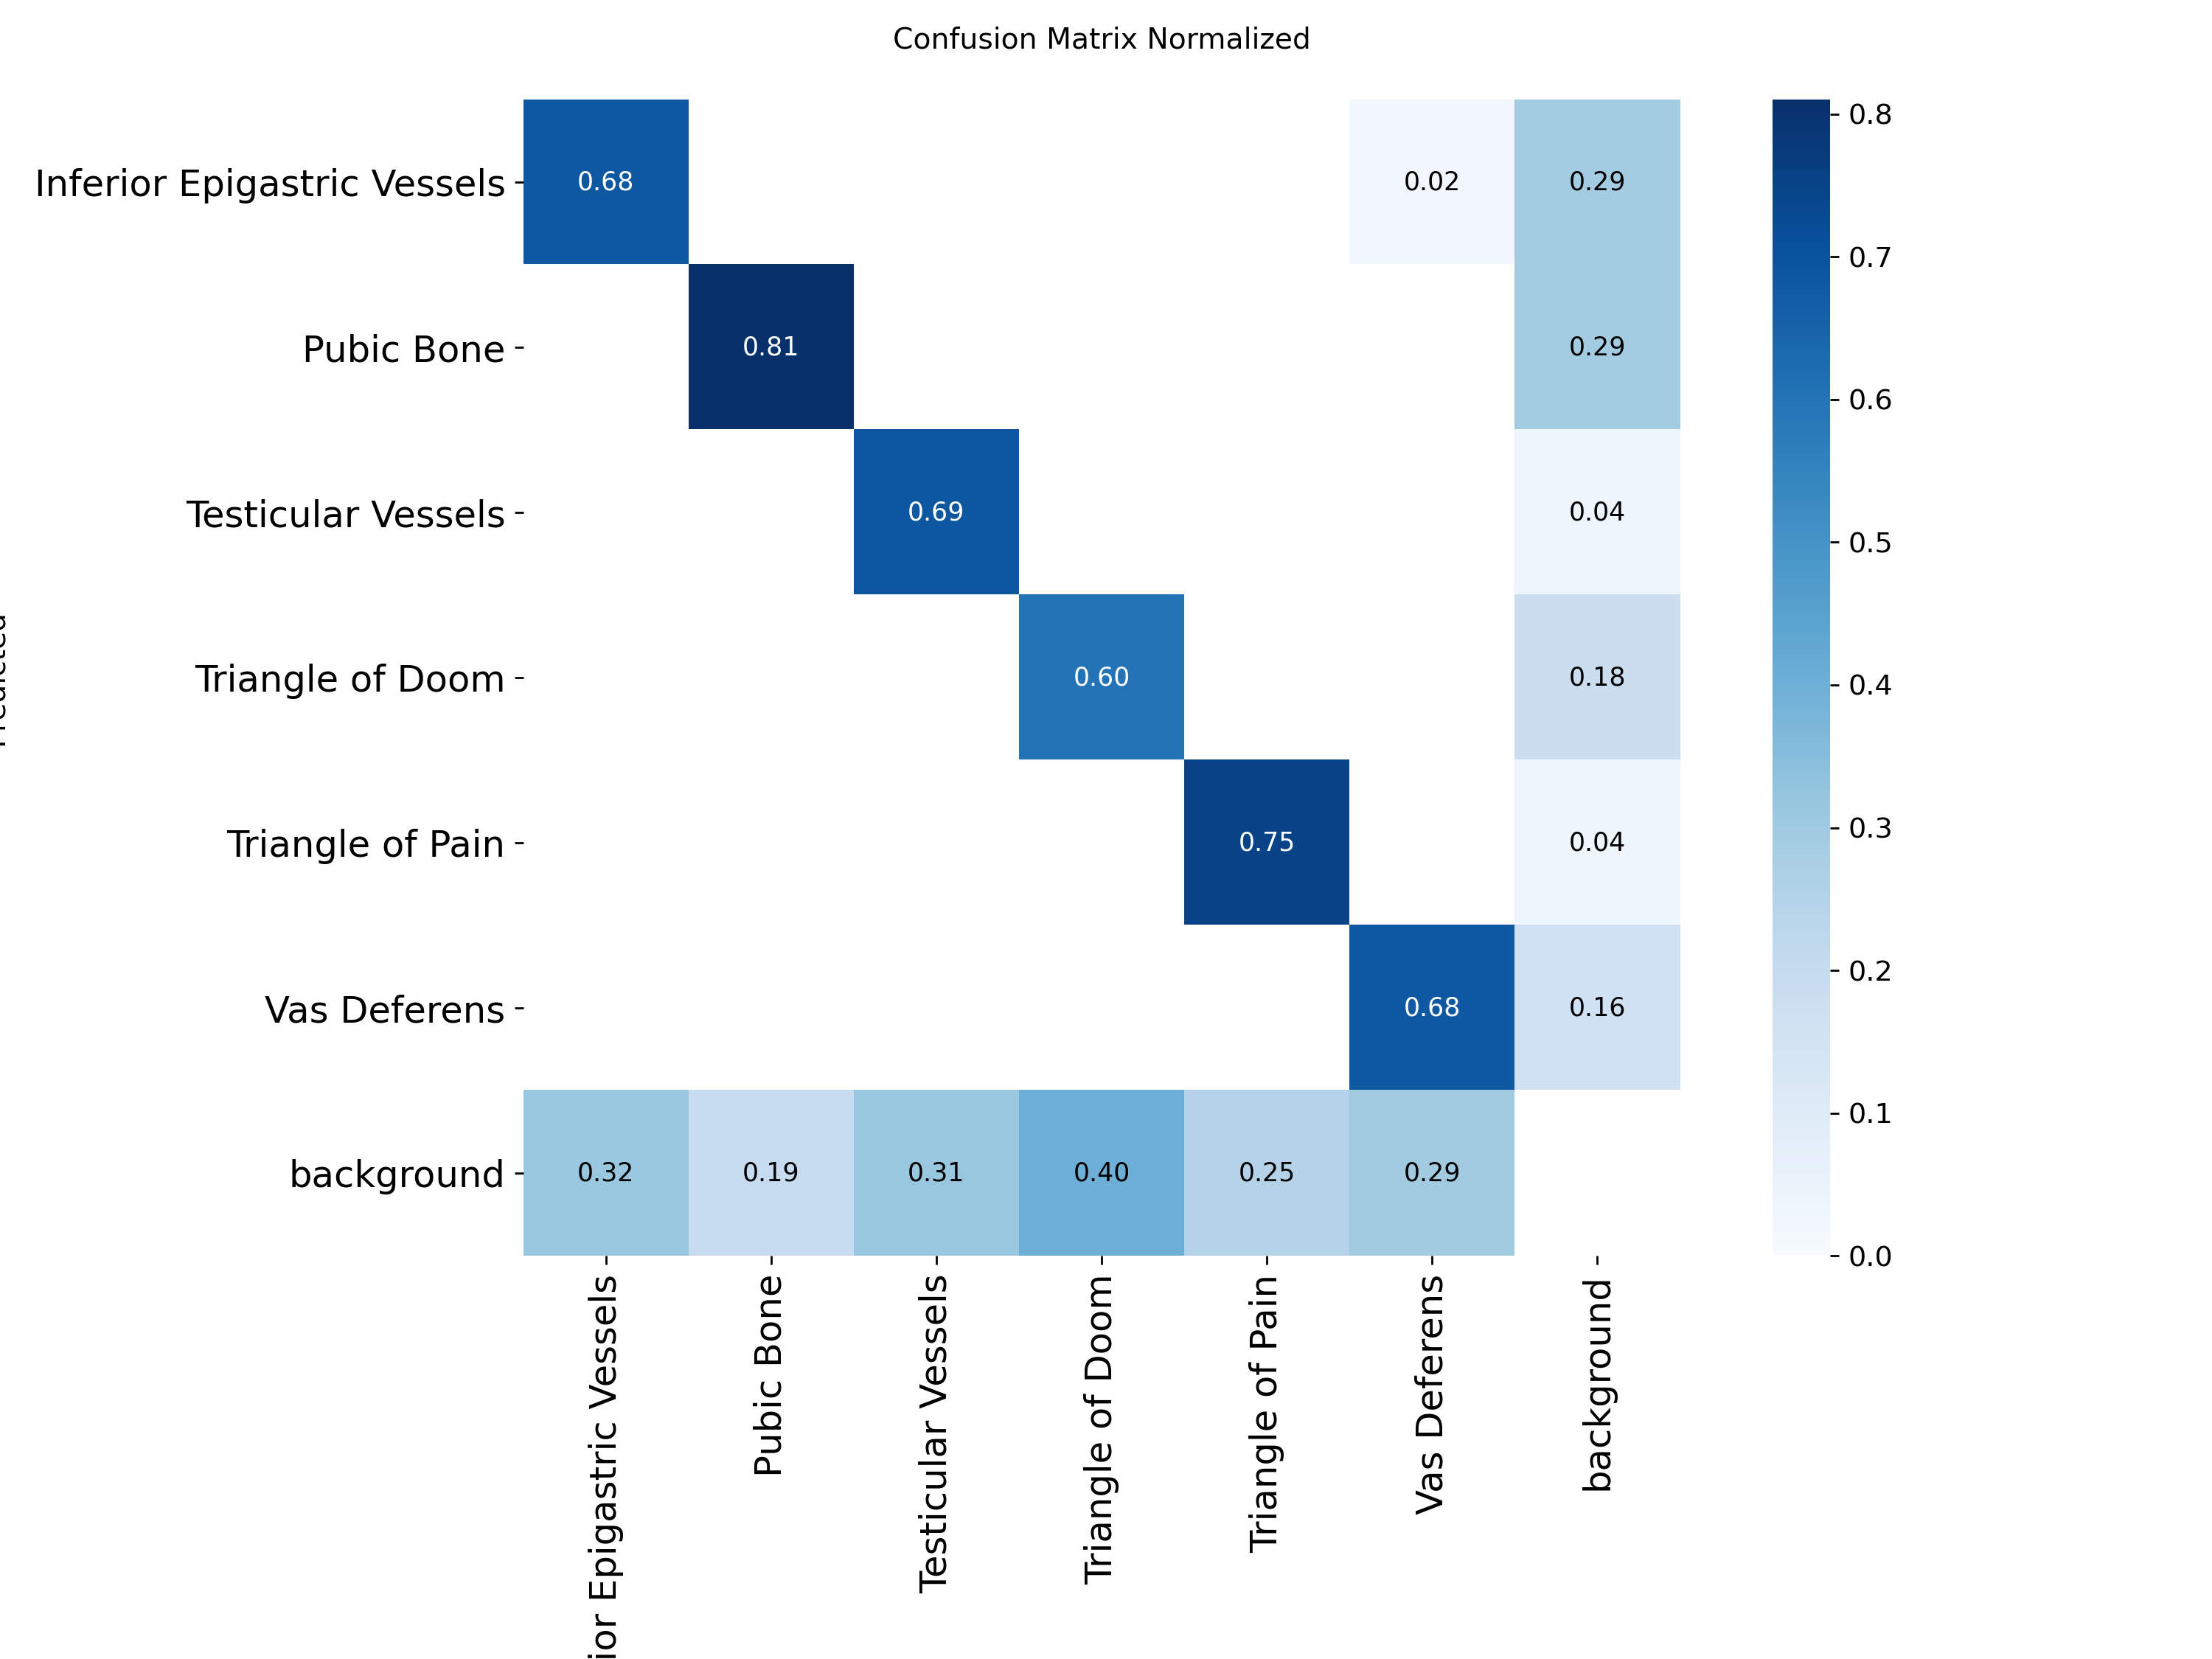 Confusion Matrix Normalized
Inferior Epigastric Vessels
0.68
0.02
0.29
Pubic Bone
0.81
0.29
Testicular Vessels
0.69
0.04
Triangle of Doom
0.60
0.18
Triangle of Pain
0.75
0.04
Vas Deferens
0.68
0.16
background
0.32
0.19
0.31
0.40
0.25
0.29
ior Epigastric Vessels
Pubic Bone
Testicular Vessels
Triangle of Doom
Triangle of Pain
Vas Deferens
background
0.8
0.7
0.6
0.5
0.4
0.3
0.2
0.1
0.0